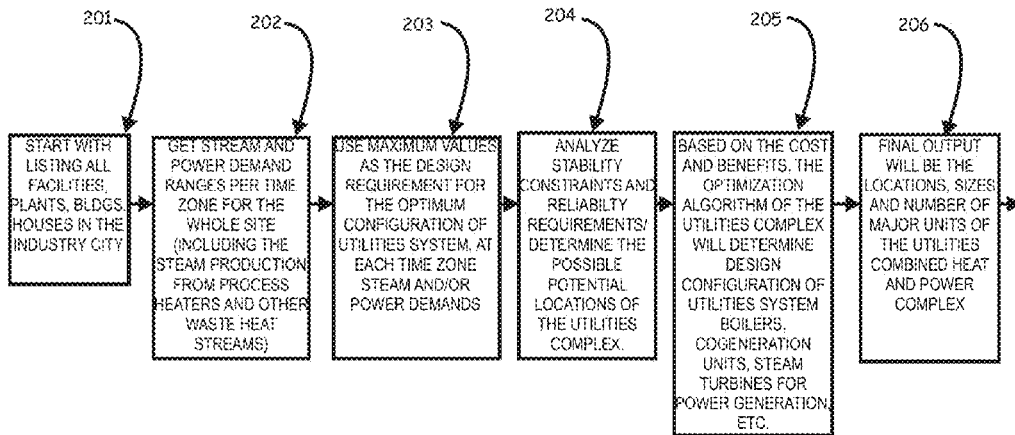 201
202
203
204
205
206
START WITH
LISTING ALL
FACILITIES,
PLANTS, BLDGS.
HOUSES IN THE
INDUSTRY CITY
GET STREAM AND
POWER DEMAND
RANGES PER TIME
ZONE FOR THE
WHOLE SITE
(INCLUDING THE
STEAM PRODUCTION
FROM PROCESS
HEATERS AND OTHER
WASTE HEAT
STREAMS)
USE MAXIMUM VALUES
AS THE DESIGN
REQUIREMENT FOR
THE OPTIMUM
CONFIGURATION OF
UTILITIES SYSTEM, AT
EACH TIME ZONE
STEAM AND/OR
POWER DEMANDS
ANALYZE
STABILITY
CONSTRAINTS AND
RELIABILTY
REQUIREMENTS/
DETERMINE THE
POSSIBLE
POTENTIAL
LOCATIONS OF
THE UTILITIES
COMPLEX.
BASED ON THE COST
AND BENEFITS, THE
OPTIMIZATION
ALGORITHM OF THE
UTILITIES COMPLEX
WILL DETERMINE
DESIGN
CONFIGURATION OF
UTILITIES SYSTEM
BOILERS,
COGENERATION
UNITS, STEAM
TURBINES FOR
POWER GENERATION,
ETC.
FINAL OUTPUT
WILL BE THE
LOCATIONS, SIZES
AND NUMBER OF
MAJOR UNITS OF
THE UTILITIES
COMBINED HEAT
AND POWER
COMPLEX